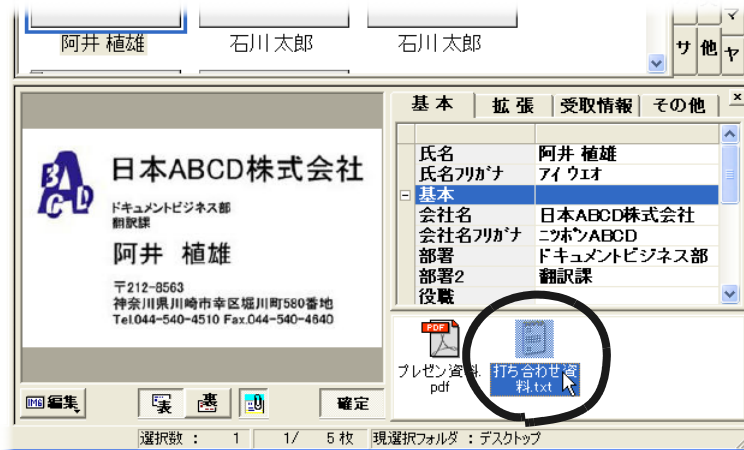 阿井 植雄
石川 太郎
石川 太郎
マ
サ
他
ヤ
基本
拡張
受取情報
その他
氏名 阿井 植雄
氏名フリガナ アイ ウエオ
基本
会社名 日本ABCD株式会社
会社名フリガナ ニッポンABCD
部署 ドキュメントビジネス部
部署2 翻訳課
役職
ABCD
日本ABCD株式会社
ドキュメントビジネス部
翻訳課
阿井 植雄
〒212-8563
神奈川県川崎市幸区堀川町580番地
Tel.044-540-4510 Fax.044-540-4640
PDF
プレゼン資料.
pdf
打ち合わせ資
料.txt
IMG 編集
表
裏
確定
選択数 : 1
1/ 5 枚
現選択フォルダ : デスクトップ